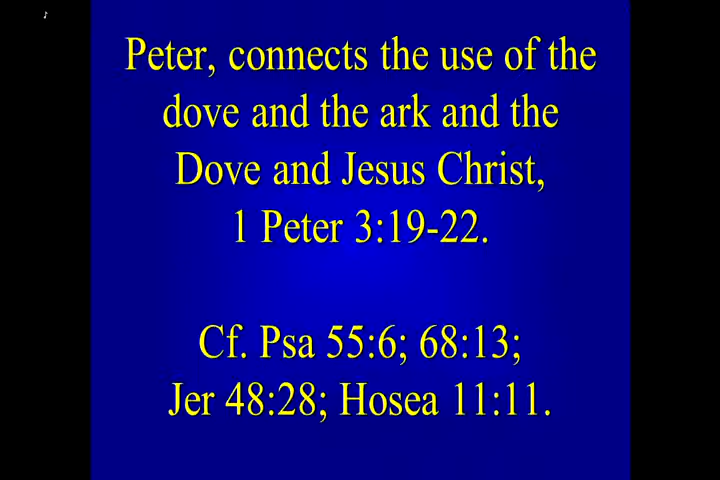 ♪
Peter, connects the use of the
dove and the ark and the
Dove and Jesus Christ,
1 Peter 3:19-22.
Cf. Psa 55:6; 68:13;
Jer 48:28; Hosea 11:11.